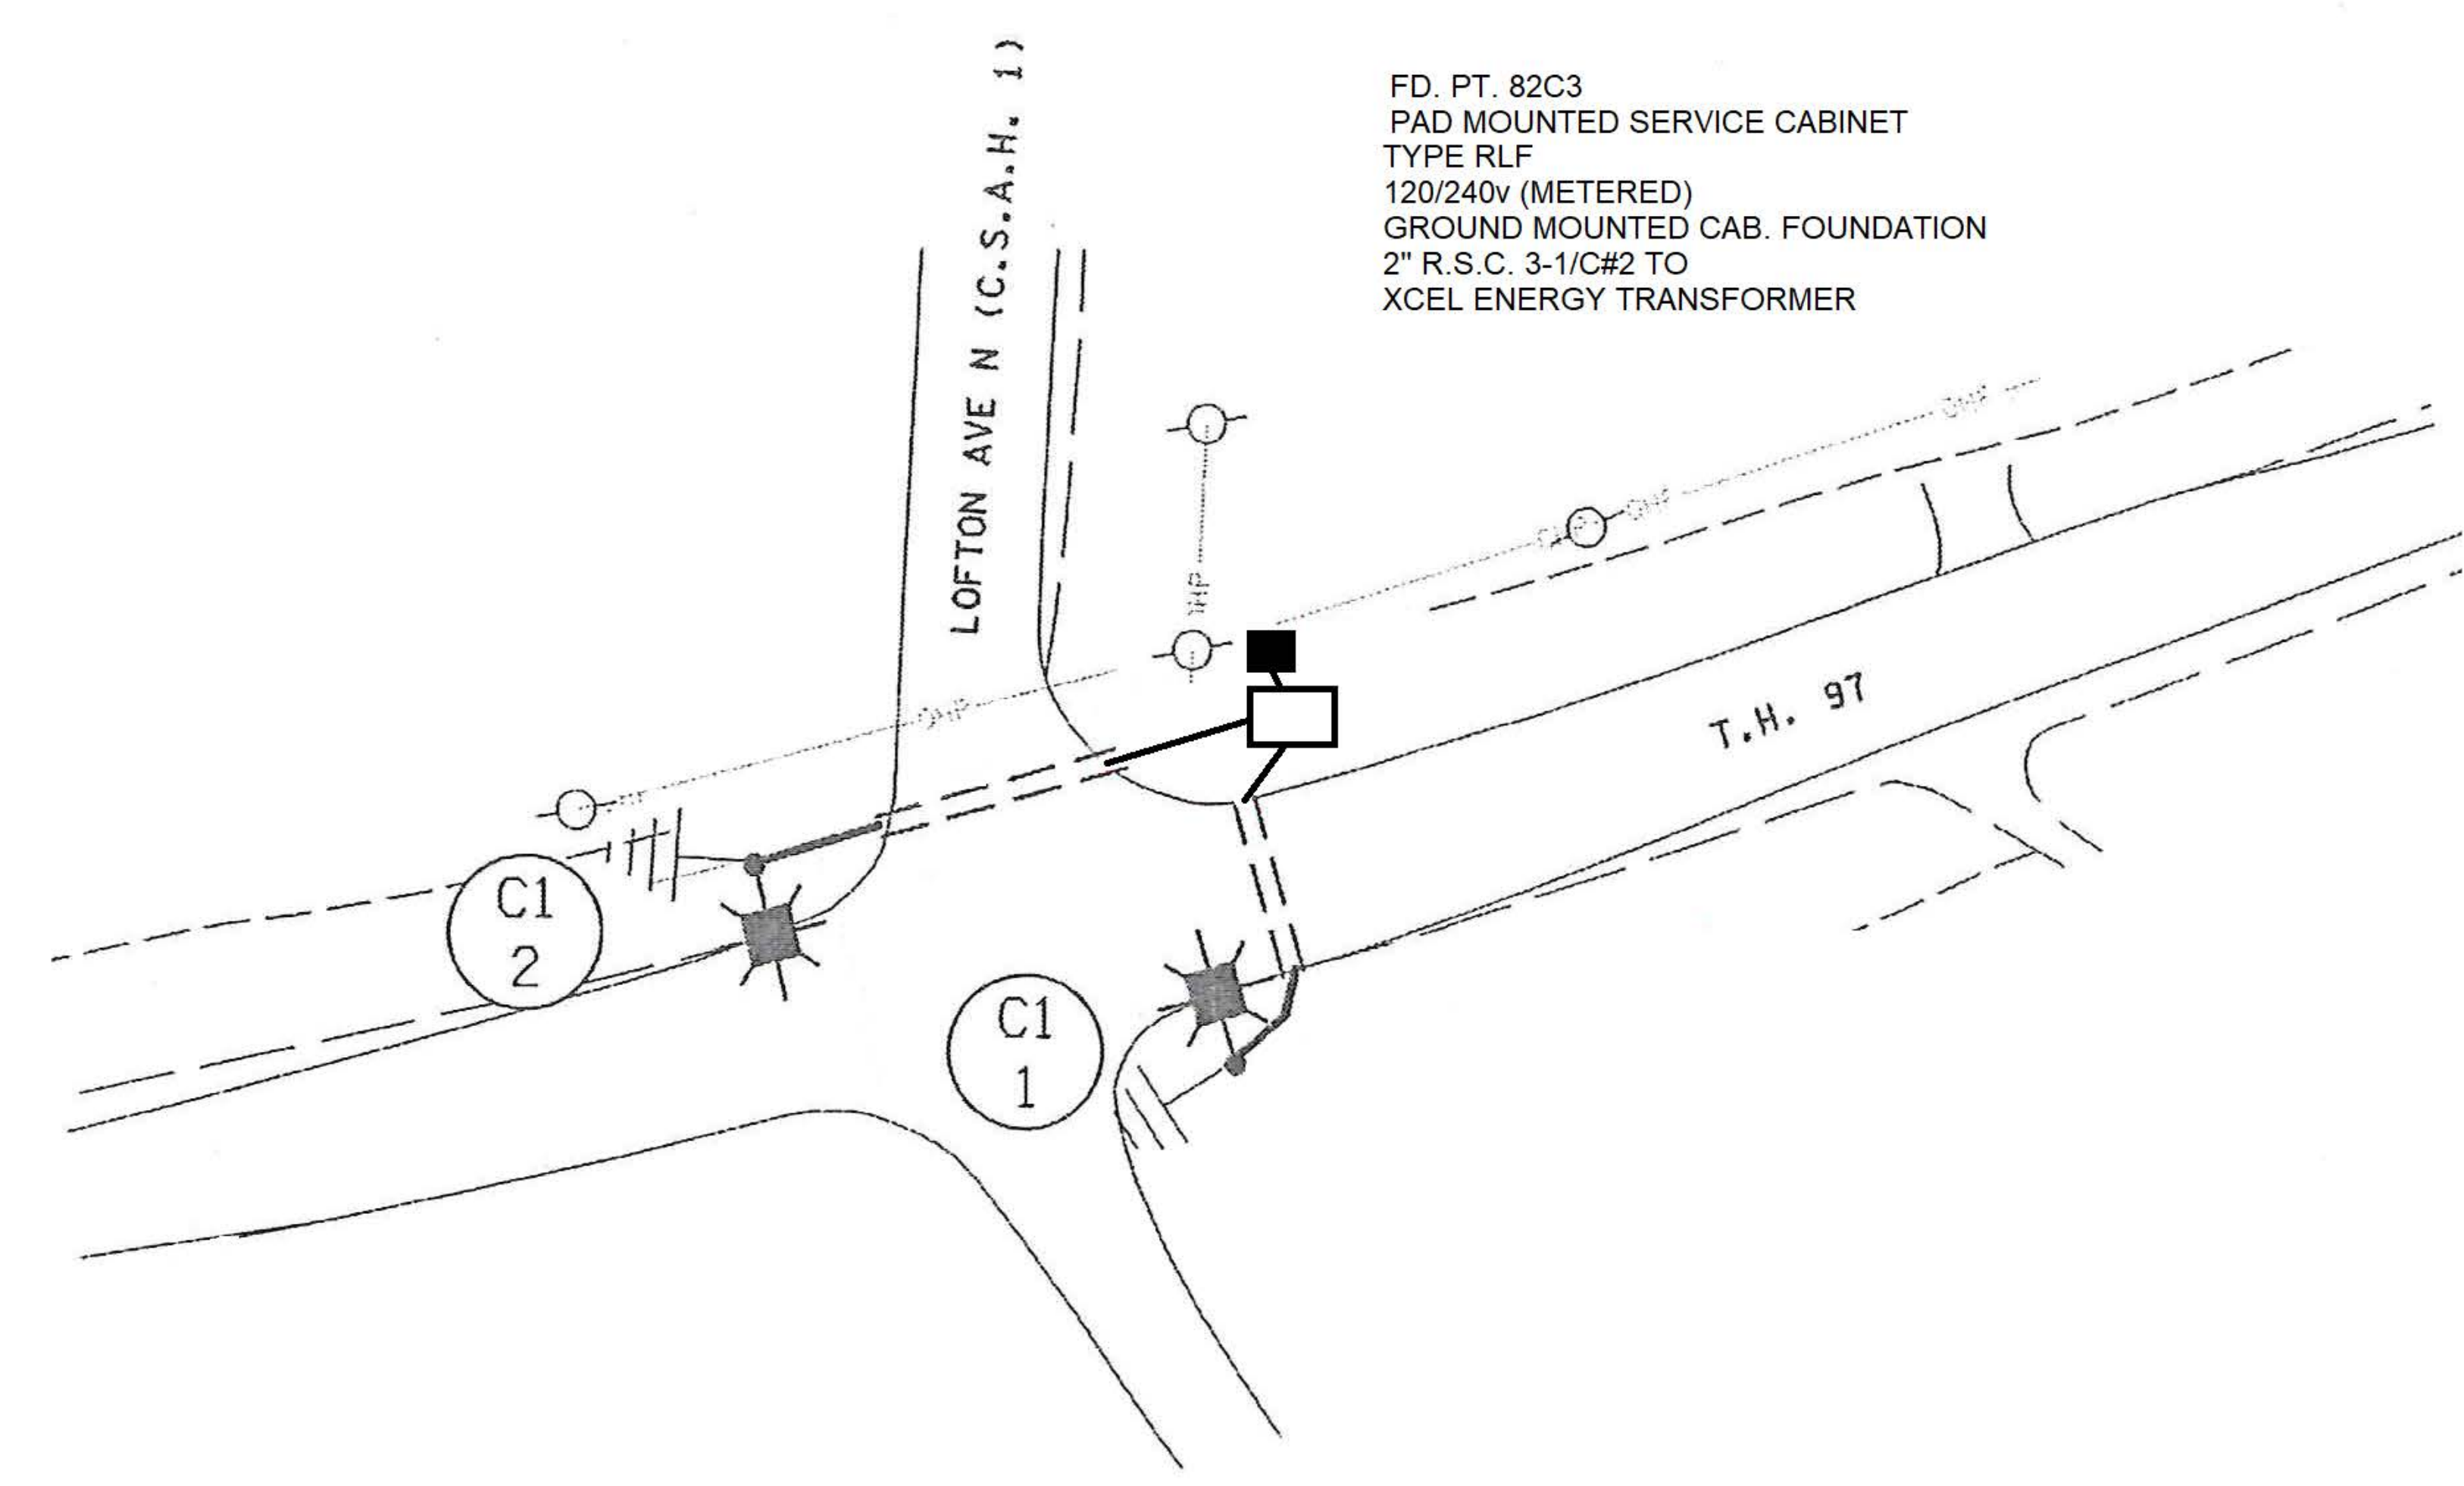 FD. PT. 82C3
PAD MOUNTED SERVICE CABINET
TYPE RLF
120/240v (METERED)
GROUND MOUNTED CAB. FOUNDATION
2" R.S.C. 3-1/C#2 TO
XCEL ENERGY TRANSFORMER
LOFTON AVE N (C.S.A.H. 1)
T.H. 97
OHP
C1
2
C1
1